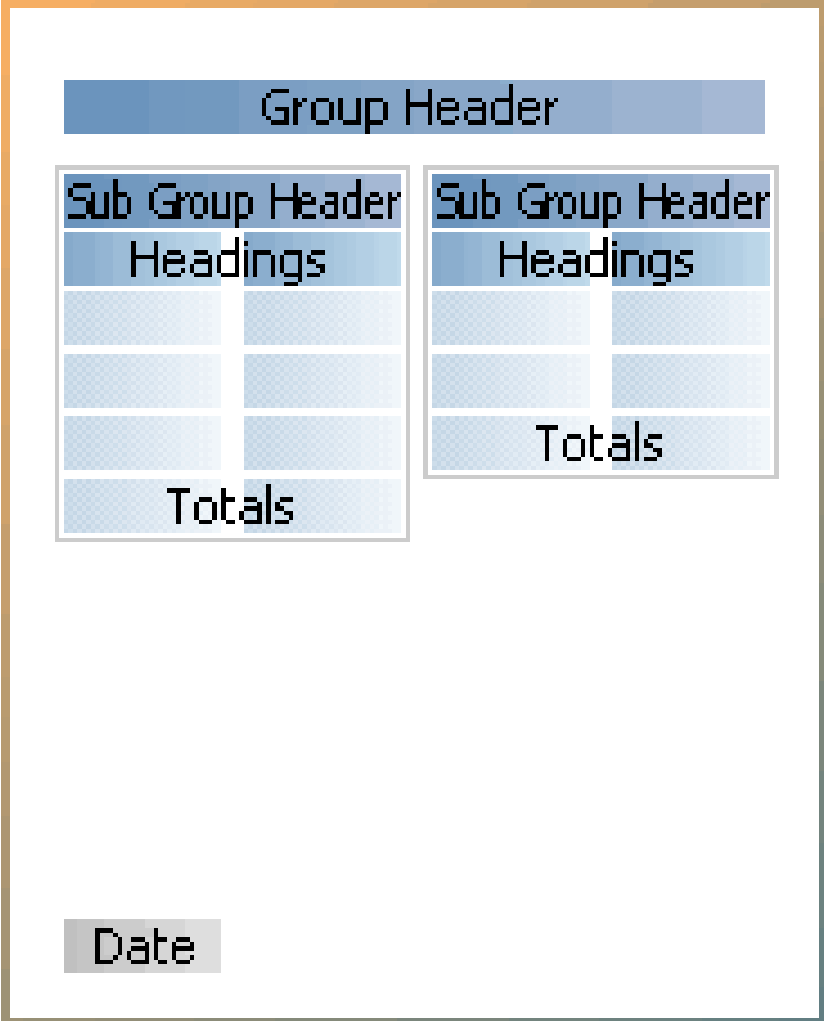 Group Header
Sub Group Header
Headings
Totals
Sub Group Header
Headings
Totals
Date